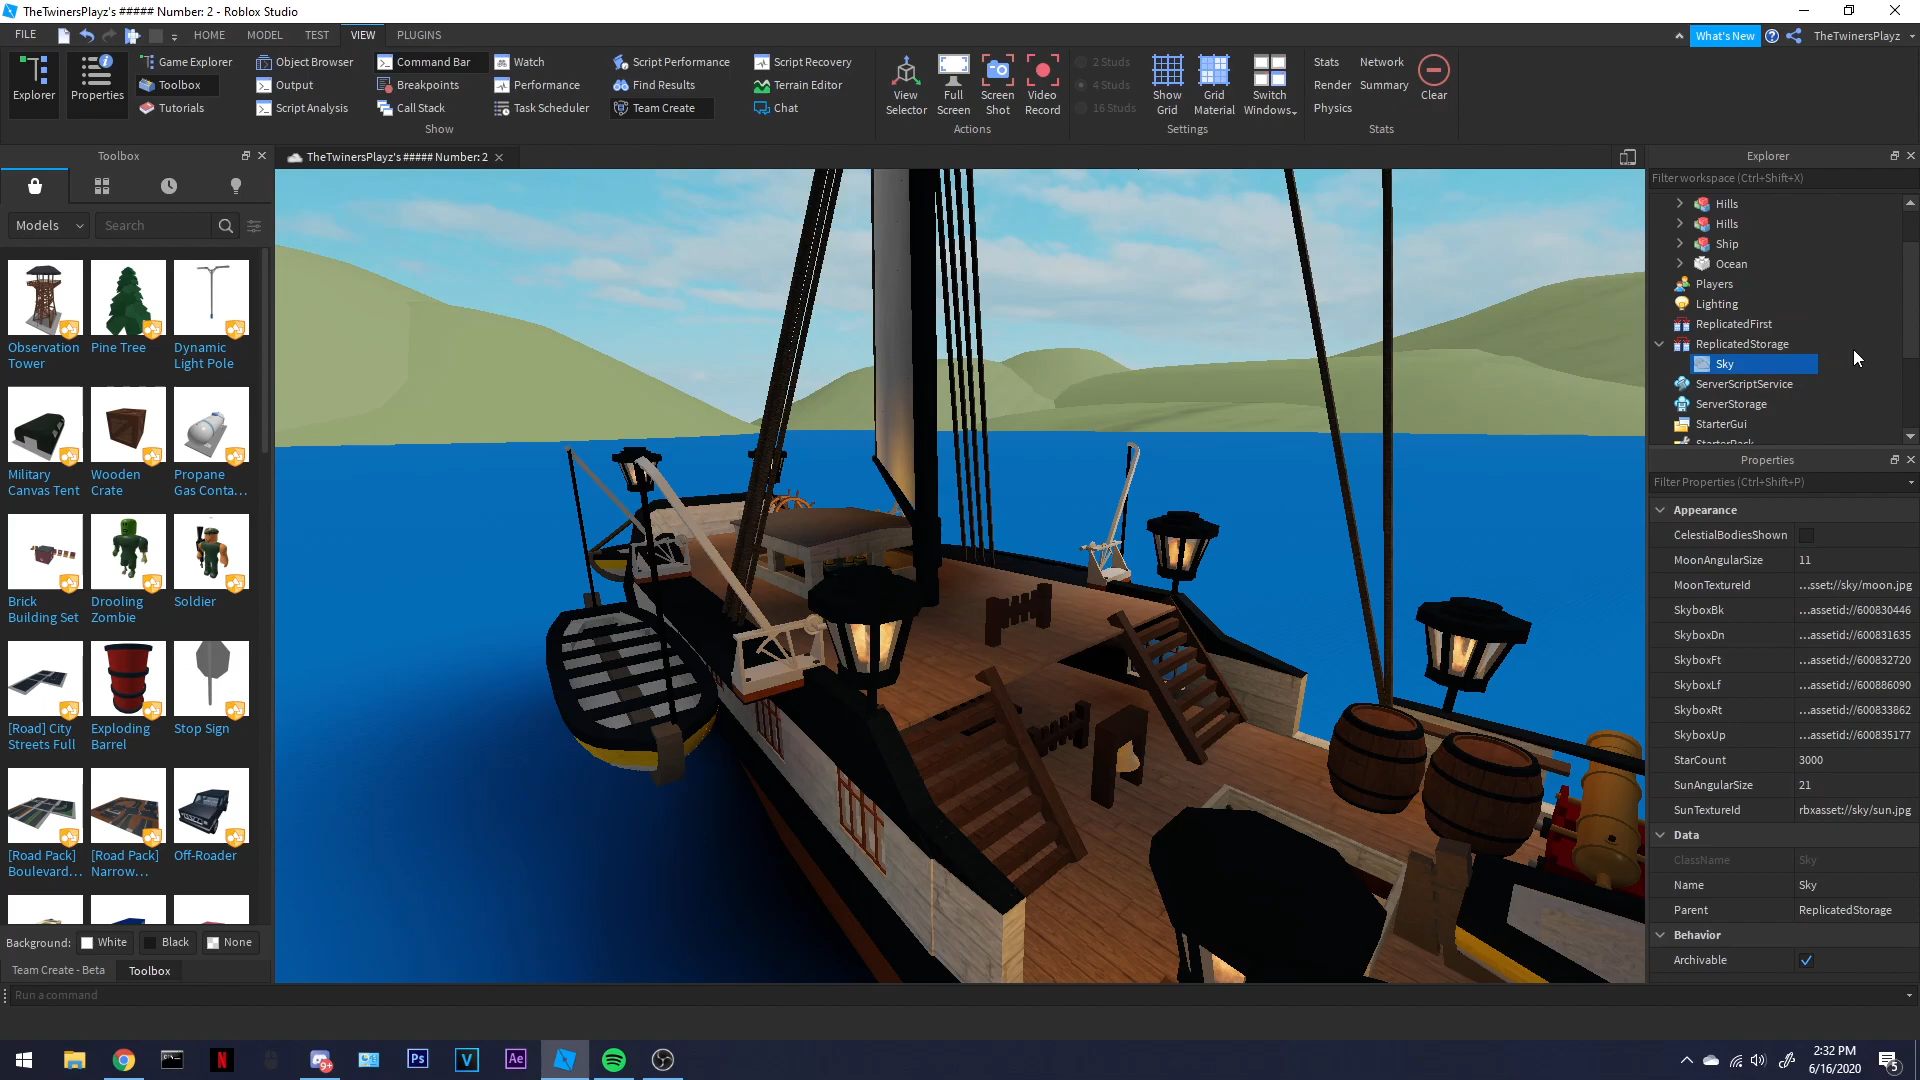 TheTwinersPlayz's ##### Number: 2 - Roblox Studio
FILE
HOME
MODEL
TEST
VIEW
PLUGINS
What's New
TheTwinersPlayz
Explorer
Properties
Game Explorer
Toolbox
Tutorials
Object Browser
Output
Script Analysis
Command Bar
Breakpoints
Call Stack
Watch
Performance
Task Scheduler
Script Performance
Find Results
Team Create
Script Recovery
Terrain Editor
Chat
Show
View
Selector
Full
Screen
Screen
Shot
Video
Record
Actions
2 Studs
4 Studs
16 Studs
Show
Grid
Grid
Material
Switch
Windows
Settings
Stats
Render
Physics
Network
Summary
Clear
Stats
Toolbox
TheTwinersPlayz's ##### Number: 2
Models
Search
Observation
Tower
Pine Tree
Dynamic
Light Pole
Military
Canvas Tent
Wooden
Crate
Propane
Gas Conta...
Brick
Building Set
Drooling
Zombie
Soldier
[Road] City
Streets Full
Exploding
Barrel
Stop Sign
[Road Pack]
Boulevard...
[Road Pack]
Narrow...
Off-Roader
Background:
White
Black
None
Team Create - Beta
Toolbox
Run a command
Explorer
Filter workspace (Ctrl+Shift+X)
Hills
Hills
Ship
Ocean
Players
Lighting
ReplicatedFirst
ReplicatedStorage
Sky
ServerScriptService
ServerStorage
StarterGui
StarterPack
Properties
Filter Properties (Ctrl+Shift+P)
Appearance
CelestialBodiesShown
MoonAngularSize 11
MoonTextureId ...sset://sky/moon.jpg
SkyboxBk ...assetid://600830446
SkyboxDn ...assetid://600831635
SkyboxFt ...assetid://600832720
SkyboxLf ...assetid://600886090
SkyboxRt ...assetid://600833862
SkyboxUp ...assetid://600835177
StarCount 3000
SunAngularSize 21
SunTextureId rbxasset://sky/sun.jpg
Data
ClassName Sky
Name Sky
Parent ReplicatedStorage
Behavior
Archivable
9+
Ps
V
Ae
2:32 PM
6/16/2020
5